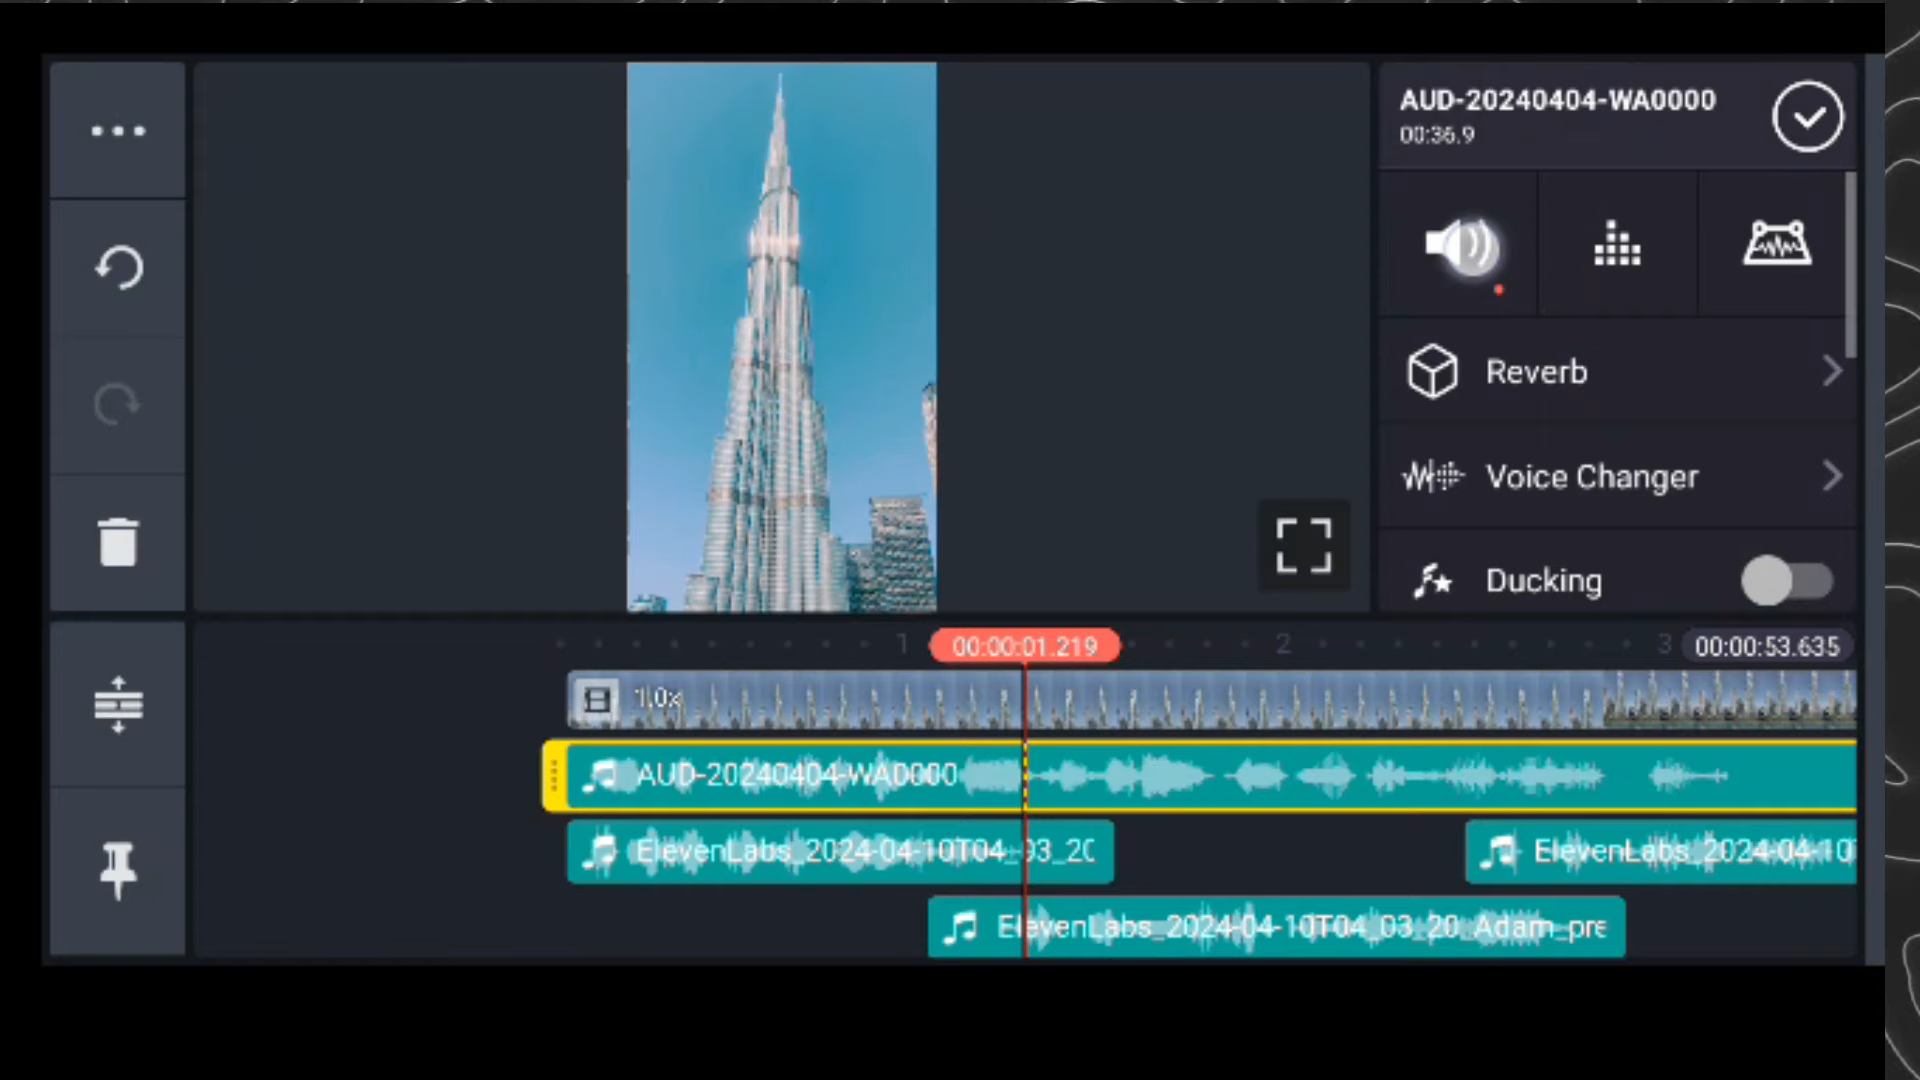 AUD-20240404-WA0000
00:36.9
Reverb
Voice Changer
Ducking
1
00:00:01.219
2
3
00:00:53.635
1.0x
AUD-20240404-WA0000
ElevenLabs_2024-04-10T04_03_20
ElevenLabs_2024-04-10
ElevenLabs_2024-04-10T04_03_20_Adam_pre